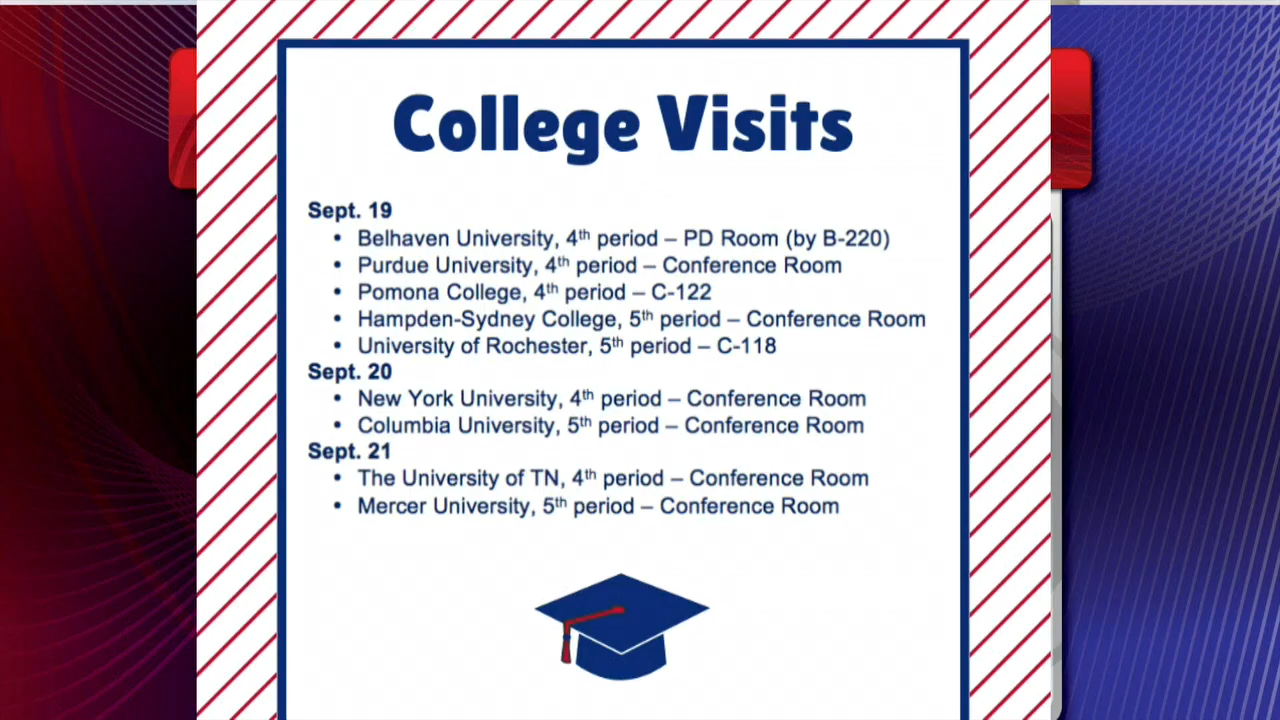 College Visits
Sept. 19
• Belhaven University, 4th period – PD Room (by B-220)
• Purdue University, 4th period – Conference Room
• Pomona College, 4th period – C-122
• Hampden-Sydney College, 5th period – Conference Room
• University of Rochester, 5th period – C-118
Sept. 20
• New York University, 4th period – Conference Room
• Columbia University, 5th period – Conference Room
Sept. 21
• The University of TN, 4th period – Conference Room
• Mercer University, 5th period – Conference Room